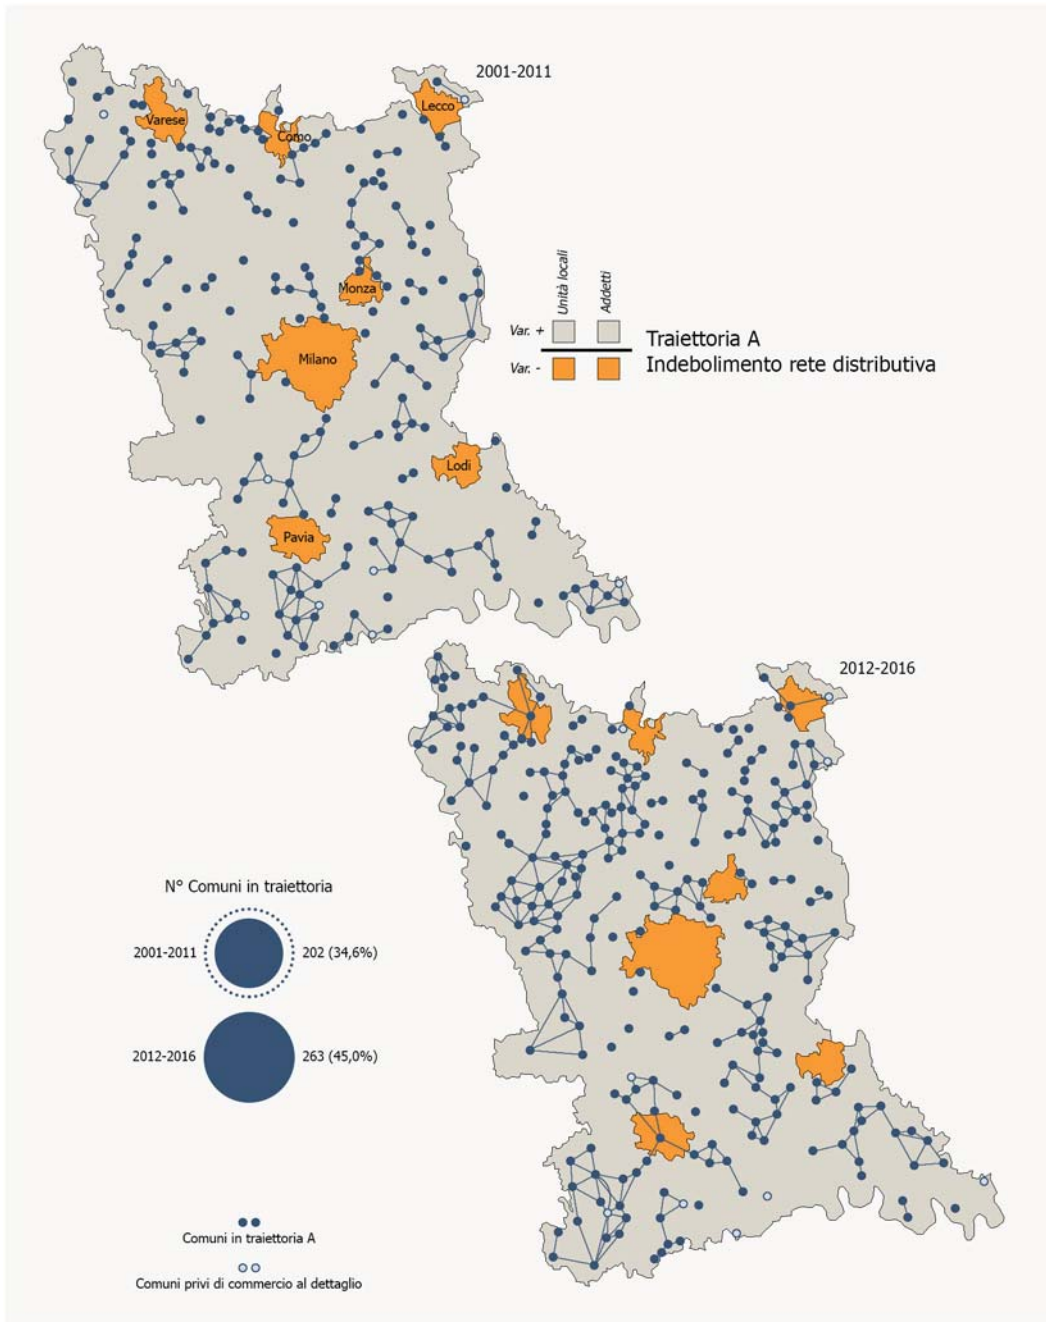 2001-2011
Lecco
Varese
Como
Unità locali
Addetti
Monza
Var. +
Traiettoria A
Var. -
Indebolimento rete distributiva
Milano
Lodi
Pavia
2012-2016
N° Comuni in traiettoria
2001-2011
202 (34,6%)
2012-2016
263 (45,0%)
Comuni in traiettoria A
Comuni privi di commercio al dettaglio